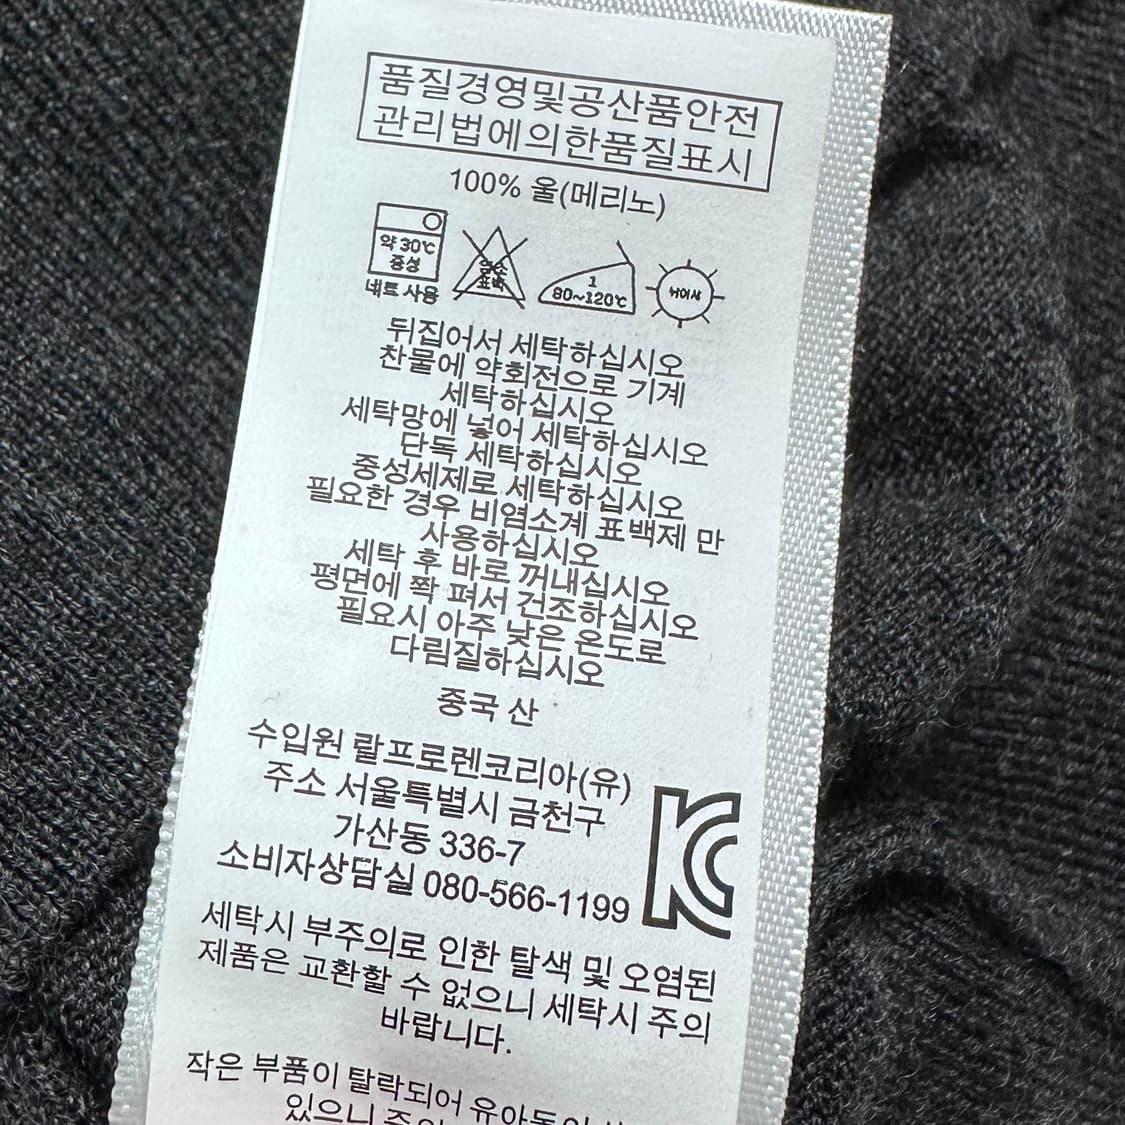 품질경영및공산품안전
관리법에의한품질표시
100% 울(메리노)
약 30℃
중성
네트 사용
염소
표백
1
80~120℃
뉘어서
뒤집어서 세탁하십시오
찬물에 약회전으로 기계
세탁하십시오
세탁망에 넣어 세탁하십시오
단독 세탁하십시오
중성세제로 세탁하십시오
필요한 경우 비염소계 표백제 만
사용하십시오
세탁 후 바로 꺼내십시오
평면에 쫙 펴서 건조하십시오
필요시 아주 낮은 온도로
다림질하십시오
중국 산
수입원 랄프로렌코리아(유)
주소 서울특별시 금천구
가산동 336-7
소비자상담실 080-566-1199
KC
세탁시 부주의로 인한 탈색 및 오염된
제품은 교환할 수 없으니 세탁시 주의
바랍니다.
작은 부품이 탈락되어
있으니